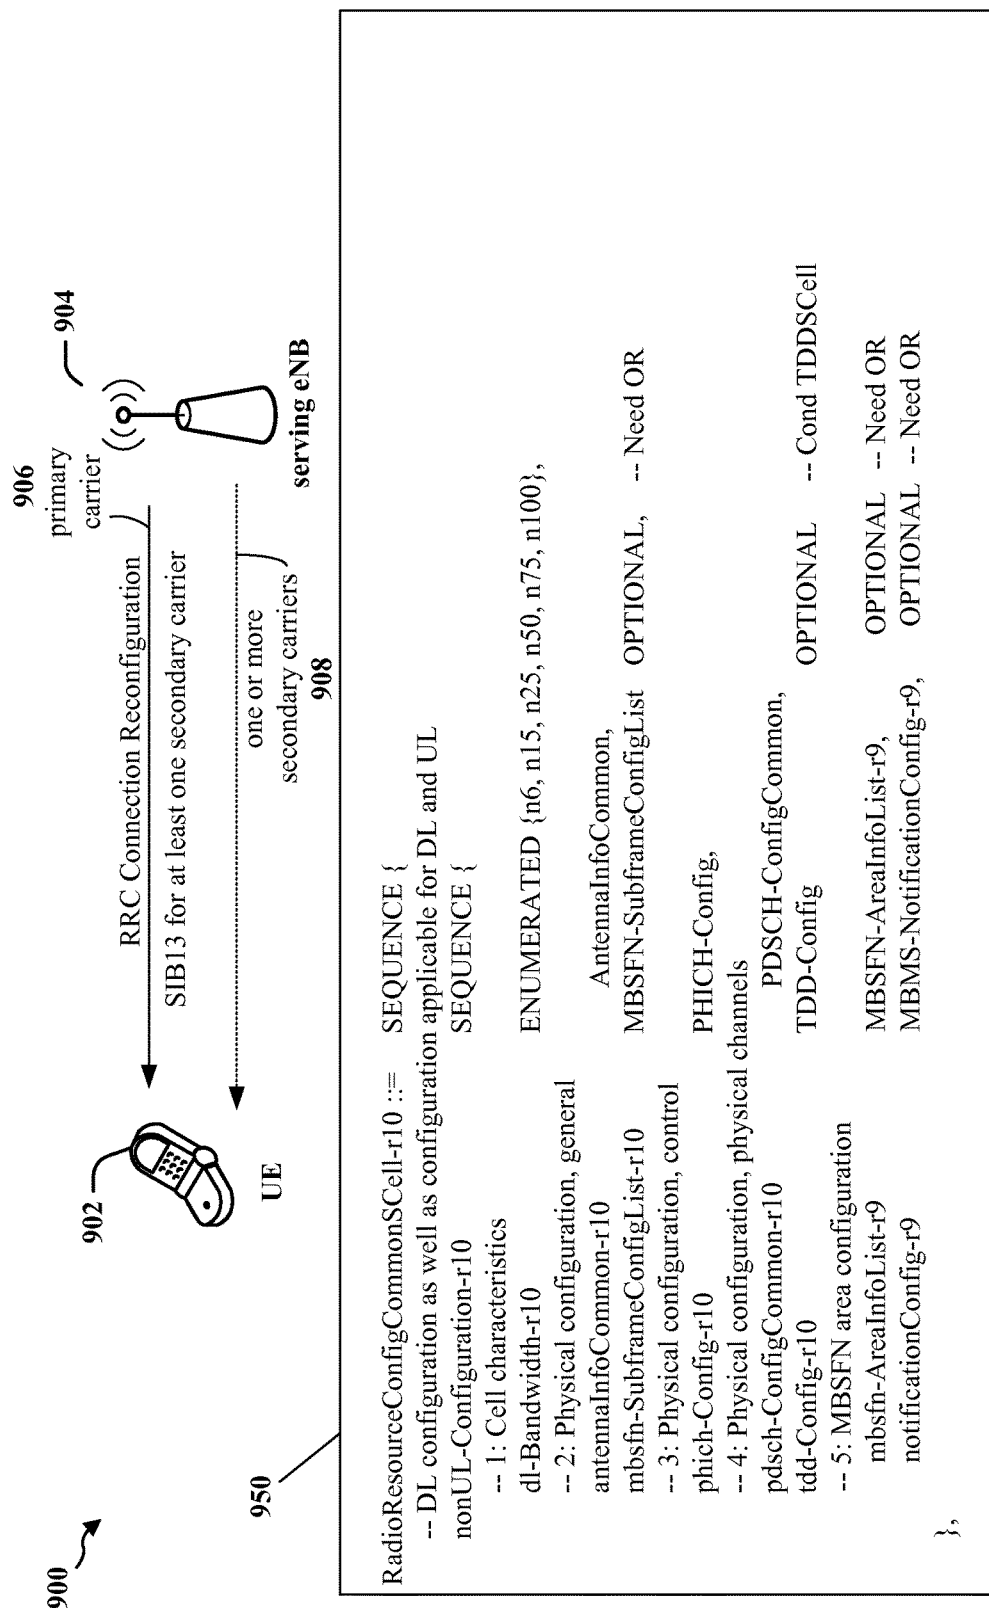 900
902
UE
RRC Connection Reconfiguration
SIB13 for at least one secondary carrier
906
primary
carrier
904
serving eNB
one or more
secondary carriers
908
950
RadioResourceConfigCommonSCell-r10 ::= SEQUENCE {
-- DL configuration as well as configuration applicable for DL and UL
nonUL-Configuration-r10 SEQUENCE {
-- 1: Cell characteristics
dl-Bandwidth-r10 ENUMERATED {n6, n15, n25, n50, n75, n100},
-- 2: Physical configuration, general
antennaInfoCommon-r10 AntennaInfoCommon,
mbsfn-SubframeConfigList-r10 MBSFN-SubframeConfigList OPTIONAL, -- Need OR
-- 3: Physical configuration, control
phich-Config-r10 PHICH-Config,
-- 4: Physical configuration, physical channels
pdsch-ConfigCommon-r10 PDSCH-ConfigCommon,
tdd-Config-r10 TDD-Config OPTIONAL -- Cond TDDSCell
-- 5: MBSFN area configuration
mbsfn-AreaInfoList-r9 MBSFN-AreaInfoList-r9, OPTIONAL -- Need OR
notificationConfig-r9 MBMS-NotificationConfig-r9, OPTIONAL -- Need OR
},